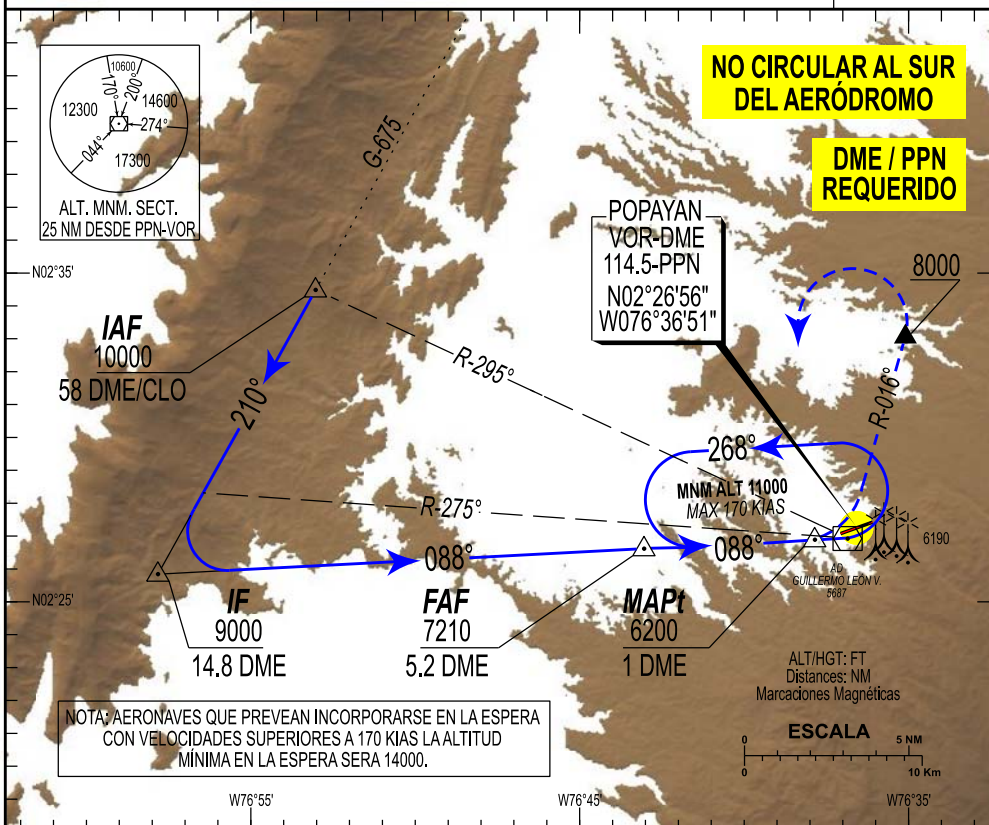 10600
170°
200°
12300
14600
274°
044°
17300
ALT. MNM. SECT.
25 NM DESDE PPN-VOR
G-675
NO CIRCULAR AL SUR
DEL AERÓDROMO
DME / PPN
REQUERIDO
POPAYAN
VOR-DME
114.5-PPN
N02°26'56"
W076°36'51"
8000
N02°35'
IAF
10000
58 DME/CLO
210°
R-295°
R-016°
268°
MNM ALT 11000
MAX 170 KIAS
R-275°
088°
088°
6190
AD
GUILLERMO LEÓN V.
5687
N02°25'
IF
9000
14.8 DME
FAF
7210
5.2 DME
MAPt
6200
1 DME
ALT/HGT: FT
Distances: NM
Marcaciones Magnéticas
ESCALA
0 5 NM
0 10 Km
NOTA: AERONAVES QUE PREVEAN INCORPORARSE EN LA ESPERA
CON VELOCIDADES SUPERIORES A 170 KIAS LA ALTITUD
MÍNIMA EN LA ESPERA SERA 14000.
W76°55'
W76°45'
W76°35'